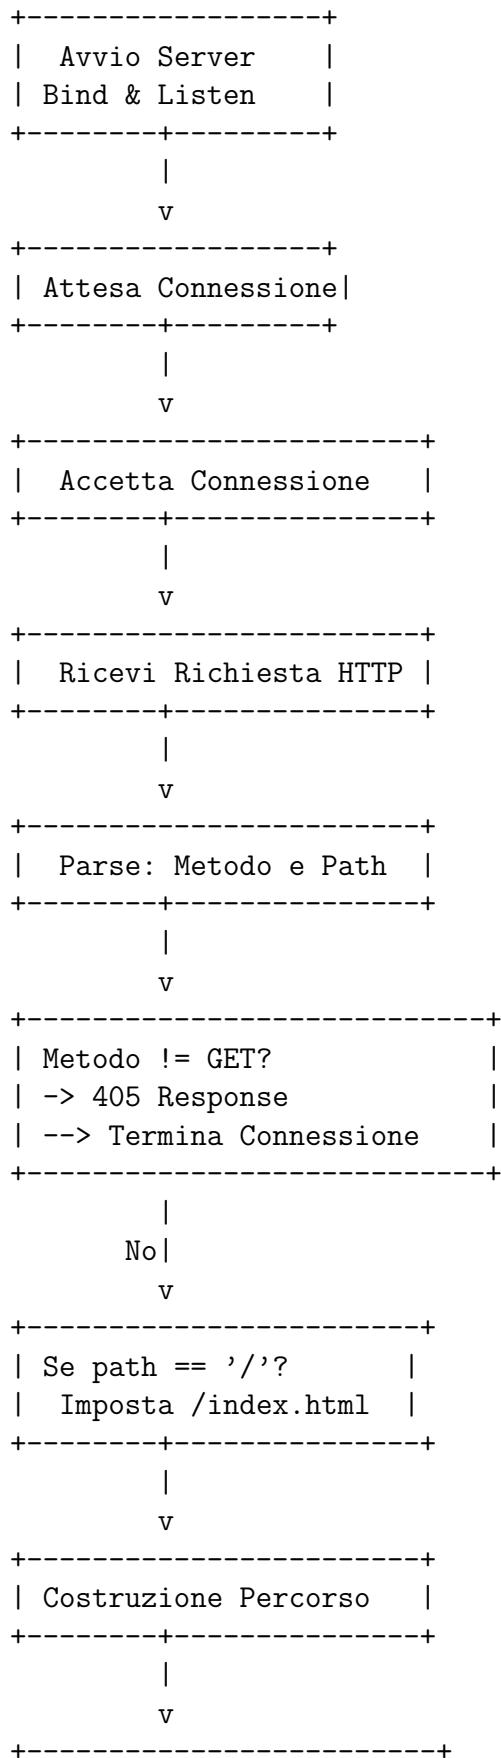 +------------------+
|  Avvio Server    |
| Bind & Listen    |
+--------+---------+
         |
         v
+------------------+
| Attesa Connessione|
+--------+---------+
         |
         v
+------------------------+
|  Accetta Connessione   |
+--------+---------------+
         |
         v
+------------------------+
|  Ricevi Richiesta HTTP |
+--------+---------------+
         |
         v
+------------------------+
|  Parse: Metodo e Path  |
+--------+---------------+
         |
         v
+----------------------------+
| Metodo != GET?             |
| -> 405 Response            |
| --> Termina Connessione    |
+----------------------------+
         |
       No|
         v
+------------------------+
| Se path == ’/’?       |
|  Imposta /index.html  |
+--------+---------------+
         |
         v
+------------------------+
| Costruzione Percorso   |
+--------+---------------+
         |
         v
+-------------------------+